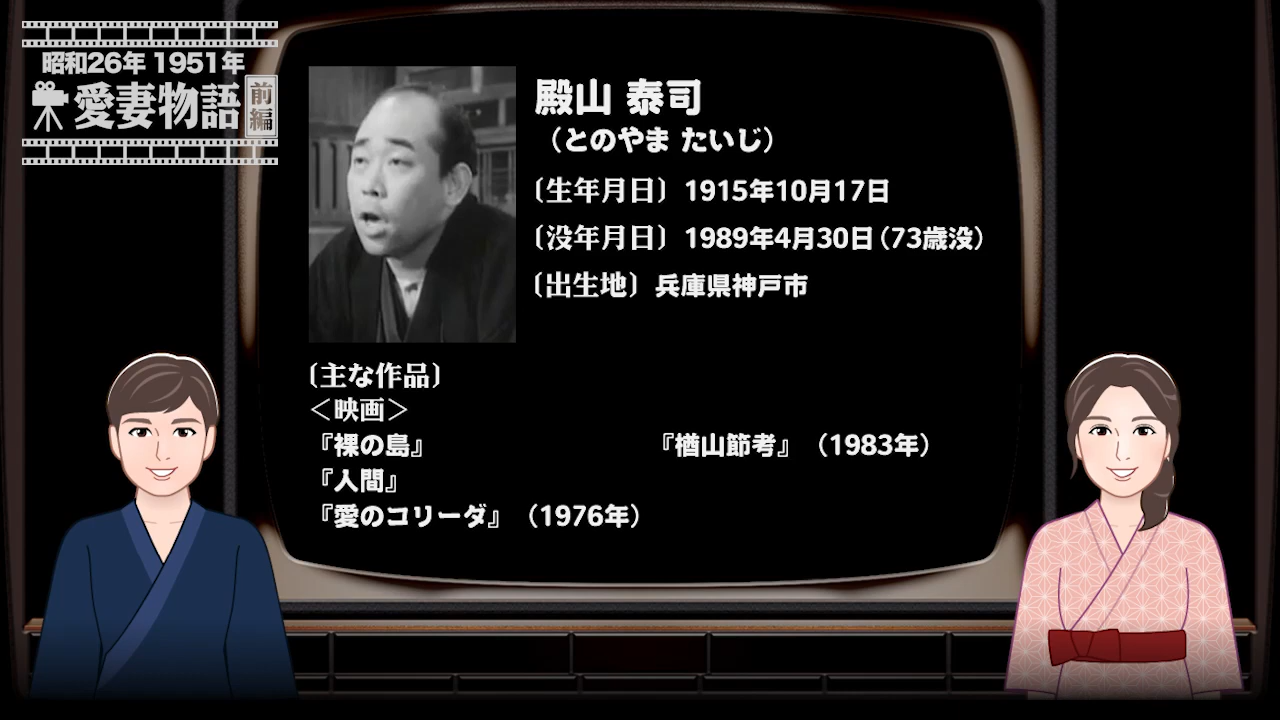 昭和26年 1951年
愛妻物語 前編
殿山 泰司
（とのやま たいじ）
〔生年月日〕 1915年10月17日
〔没年月日〕 1989年4月30日（73歳没）
〔出生地〕 兵庫県神戸市
〔主な作品〕
＜映画＞
『裸の島』 『楢山節考』（1983年）
『人間』
『愛のコリーダ』（1976年）